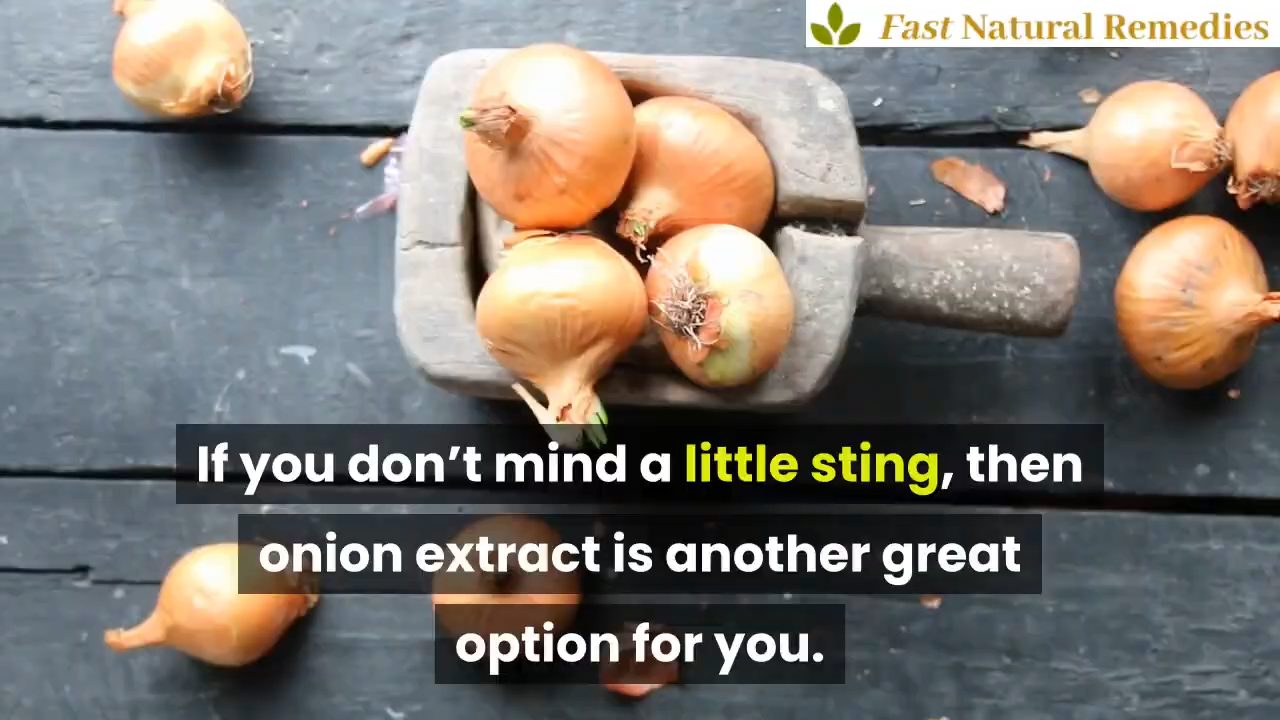 Fast Natural Remedies
If you don’t mind a little sting, then
onion extract is another great
option for you.